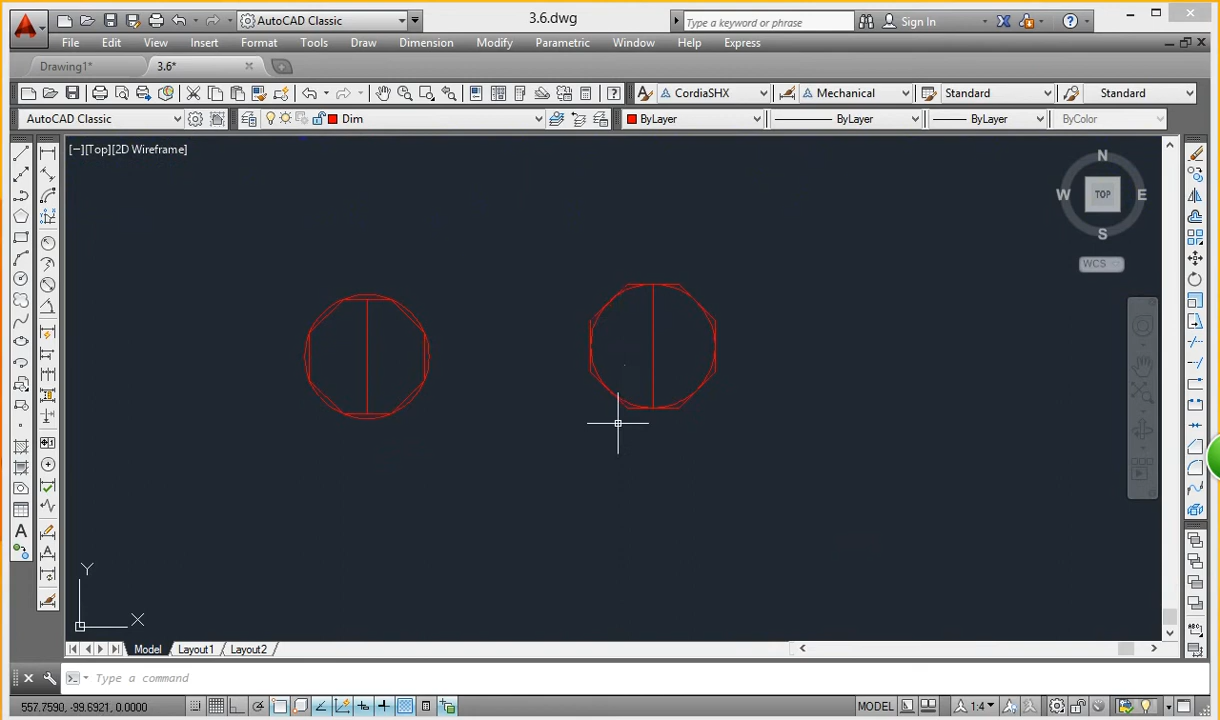 AutoCAD Classic
3.6.dwg
Type a keyword or phrase
Sign In
File Edit View Insert Format Tools Draw Dimension Modify Parametric Window Help Express
Drawing1* 3.6*
CordiaSHX Mechanical Standard Standard
AutoCAD Classic Dim ByLayer ByLayer ByLayer ByColor
[−][Top][2D Wireframe]
N
W TOP E
S
WCS
Y
X
Model Layout1 Layout2
Type a command
557.7590, -99.6921, 0.0000 MODEL 1:4